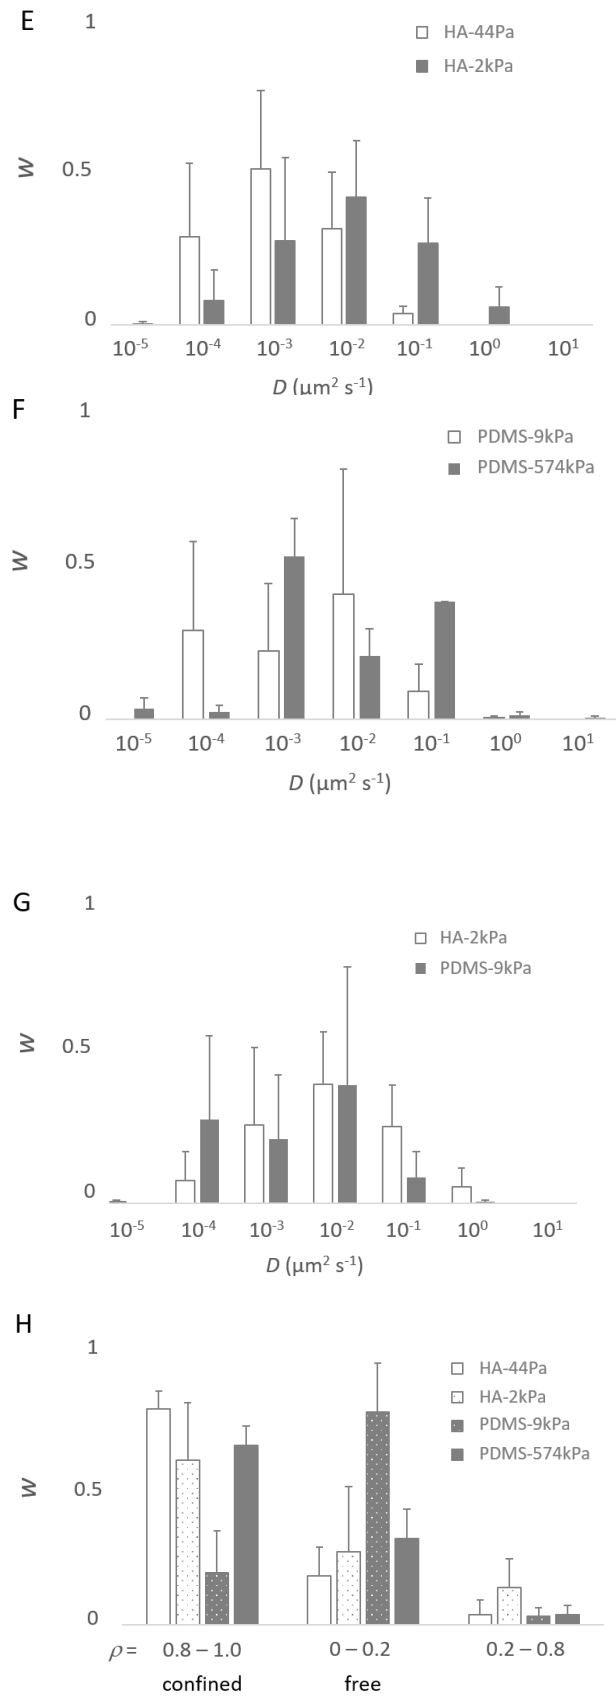 E
1
HA-44Pa
HA-2kPa
w
0.5
0
10⁻⁵ 10⁻⁴ 10⁻³ 10⁻² 10⁻¹ 10⁰ 10¹
D (µm² s⁻¹)
F
1
PDMS-9kPa
PDMS-574kPa
w
0.5
0
10⁻⁵ 10⁻⁴ 10⁻³ 10⁻² 10⁻¹ 10⁰ 10¹
D (µm² s⁻¹)
G
1
HA-2kPa
PDMS-9kPa
w
0.5
0
10⁻⁵ 10⁻⁴ 10⁻³ 10⁻² 10⁻¹ 10⁰ 10¹
D (µm² s⁻¹)
H
1
HA-44Pa
HA-2kPa
PDMS-9kPa
PDMS-574kPa
w
0.5
0
ρ = 0.8 – 1.0 0 – 0.2 0.2 – 0.8
confined free